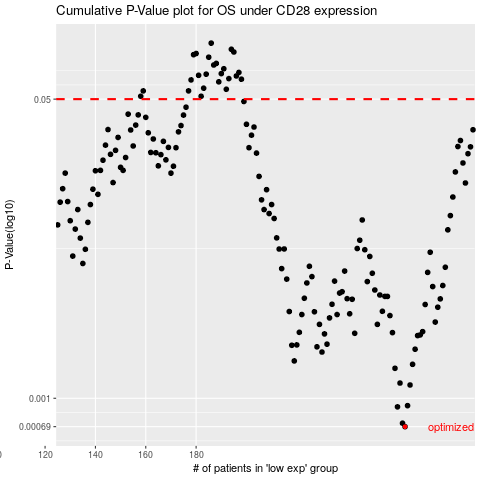 Cumulative P-Value plot for OS under CD28 expression
P-Value(log10)
0.05
0.001
0.00069
optimized
0
120
140
160
180
# of patients in 'low exp' group